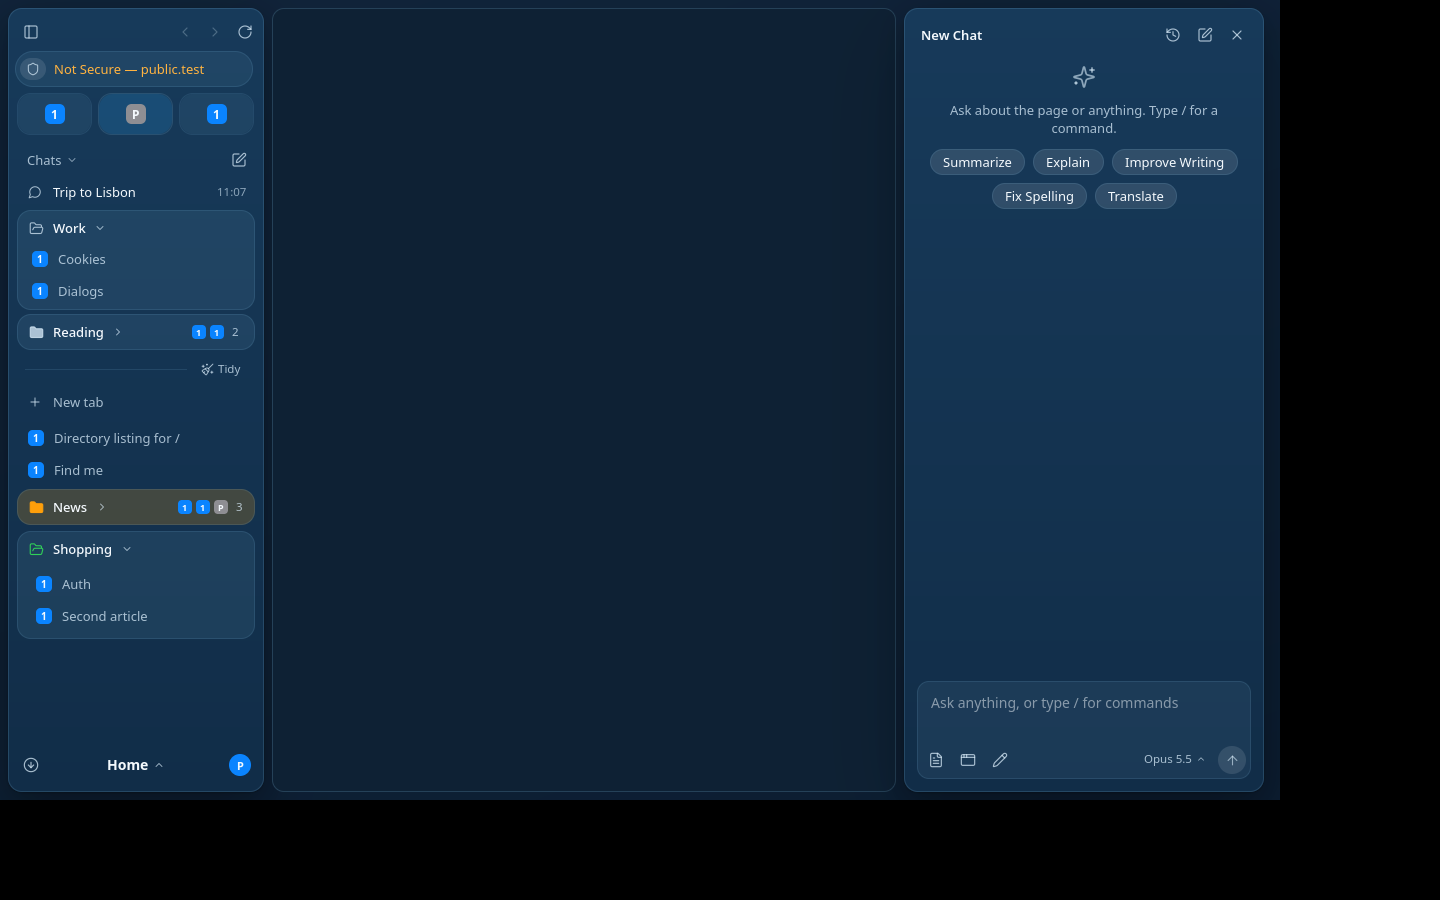 Not Secure — public.test
1
P
1
Chats
Trip to Lisbon 11:07
Work
1 Cookies
1 Dialogs
Reading 1 1 2
Tidy
New tab
1 Directory listing for /
1 Find me
News 1 1 P 3
Shopping
1 Auth
1 Second article
Home
P
New Chat
Ask about the page or anything. Type / for a
command.
Summarize
Explain
Improve Writing
Fix Spelling
Translate
Ask anything, or type / for commands
Opus 5.5